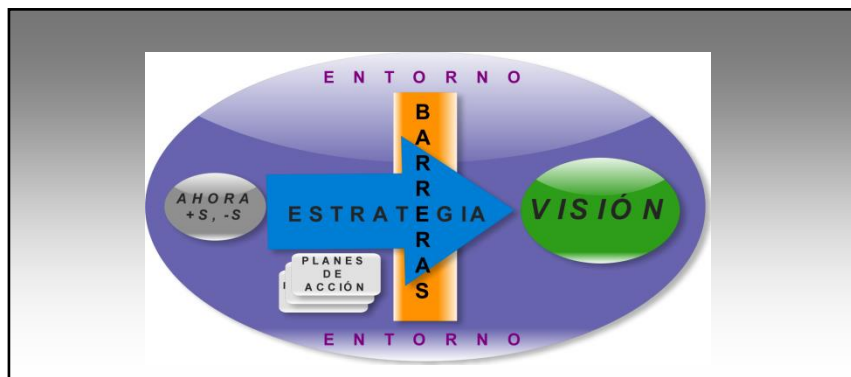 ENTORNO
BARRERAS
AHORA
+S, -S
ESTRATEGIA
VISIÓN
PLANES
DE
ACCIÓN
ENTORNO